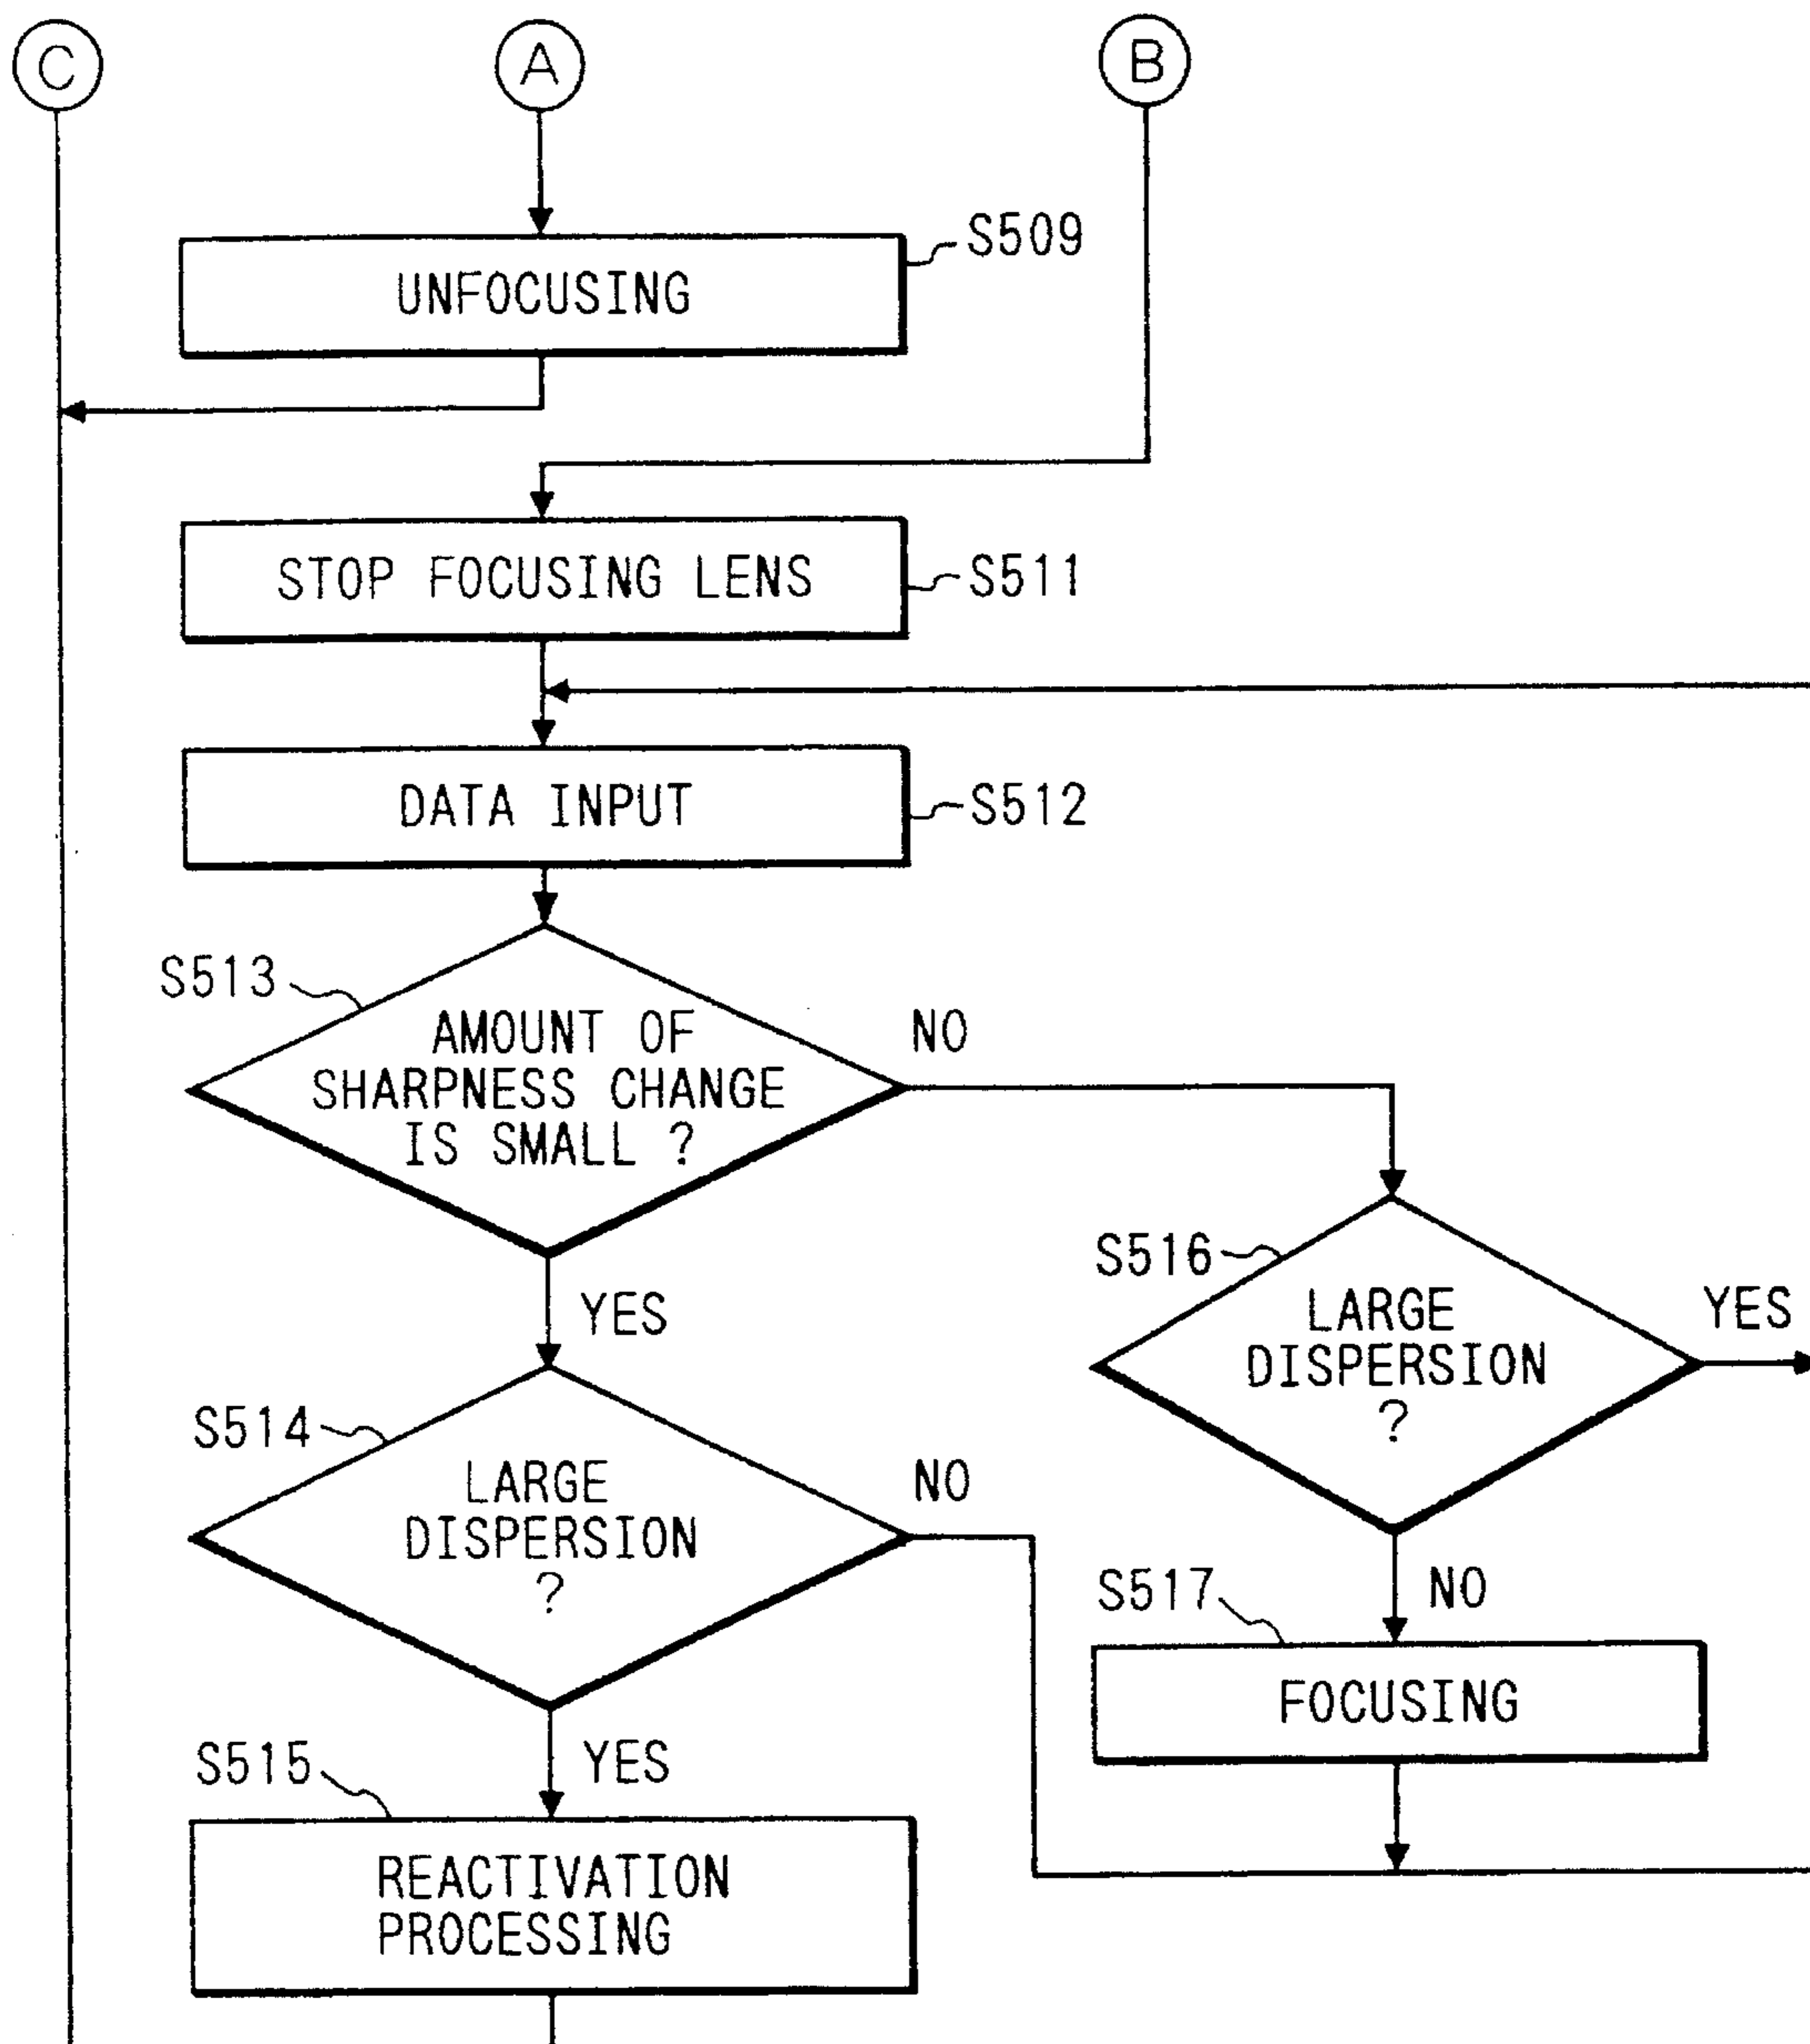 C
A
B
S509
UNFOCUSING
STOP FOCUSING LENS
S511
DATA INPUT
S512
S513
AMOUNT OF
SHARPNESS CHANGE
IS SMALL ?
NO
YES
S516
LARGE
DISPERSION
?
YES
S514
LARGE
DISPERSION
?
NO
S517
NO
FOCUSING
S515
YES
REACTIVATION
PROCESSING